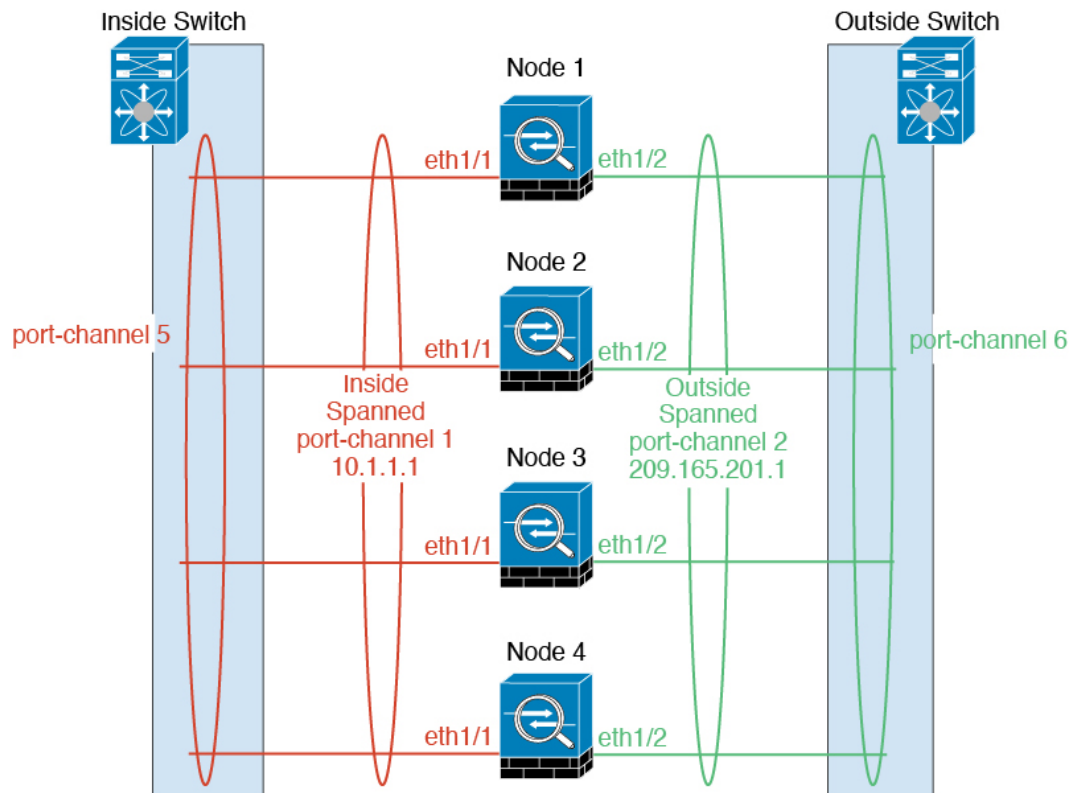 Inside Switch
Outside Switch
Node 1
eth1/1
eth1/2
Node 2
port-channel 5
eth1/1
eth1/2
port-channel 6
Inside
Spanned
port-channel 1
10.1.1.1
Outside
Spanned
port-channel 2
209.165.201.1
Node 3
eth1/1
eth1/2
Node 4
eth1/1
eth1/2